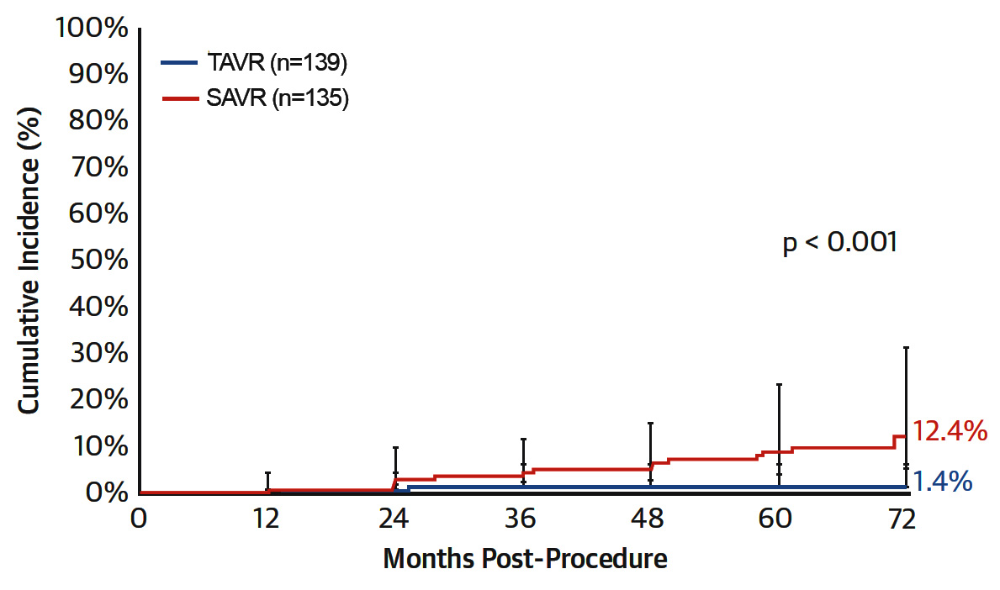 100%
90%
80%
70%
60%
50%
40%
30%
20%
10%
0%
Cumulative Incidence (%)
TAVR (n=139)
SAVR (n=135)
p < 0.001
12.4%
1.4%
0 12 24 36 48 60 72
Months Post-Procedure